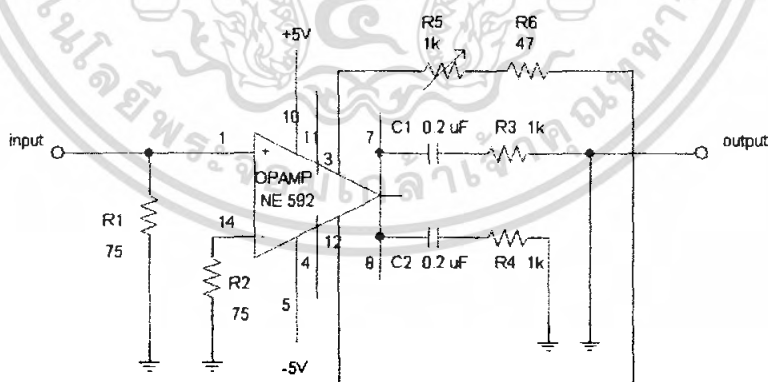 R5
1k
R6
47
+5V
10
11
3
7
C1 0.2 uF
R3 1k
input
1
+
OPAMP
NE 592
output
R1
75
14
-
R2
75
12
4
5
8
C2 0.2 uF
R4 1k
-5V